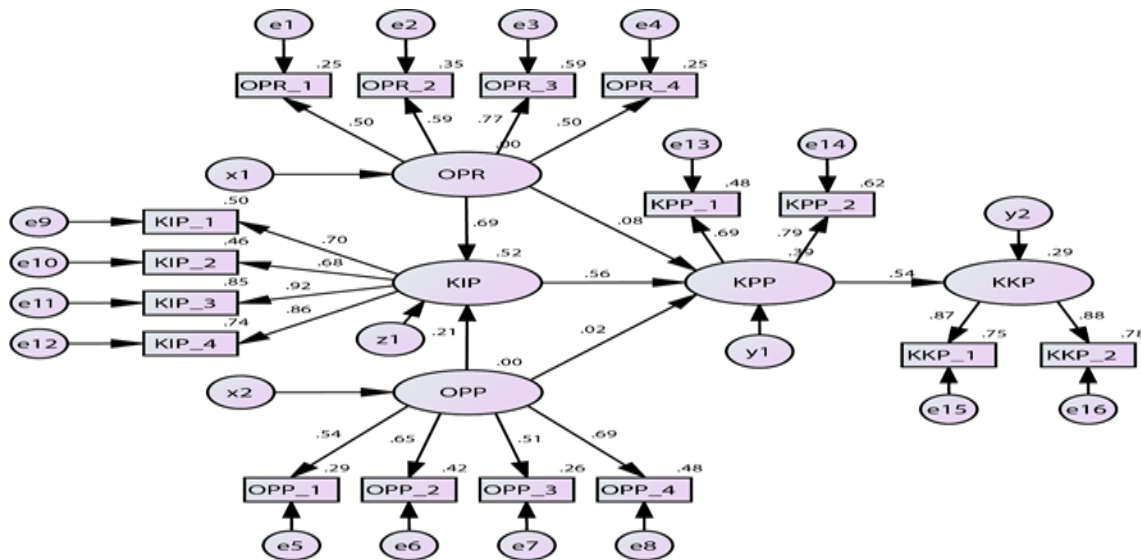 e1 e2 e3 e4
.25 .35 .59 .25
OPR_1 OPR_2 OPR_3 OPR_4
.50 .59 .77 .50
.00
x1 OPR
e13 e14
.48 .62
KPP_1 KPP_2
.08 .69 .79
.50
e9 KIP_1
.70 .69
.46
e10 KIP_2
.68 .52
.85
e11 KIP_3
.92 KIP .56 .39 KPP .54
y2
.29
KKP
.74 .86
e12 KIP_4
z1 .21 .02 y1
.87 .88
.75 .78
KKP_1 KKP_2
e15 e16
.00
x2 OPP
.54 .65 .51 .69
.29 .42 .26 .48
OPP_1 OPP_2 OPP_3 OPP_4
e5 e6 e7 e8